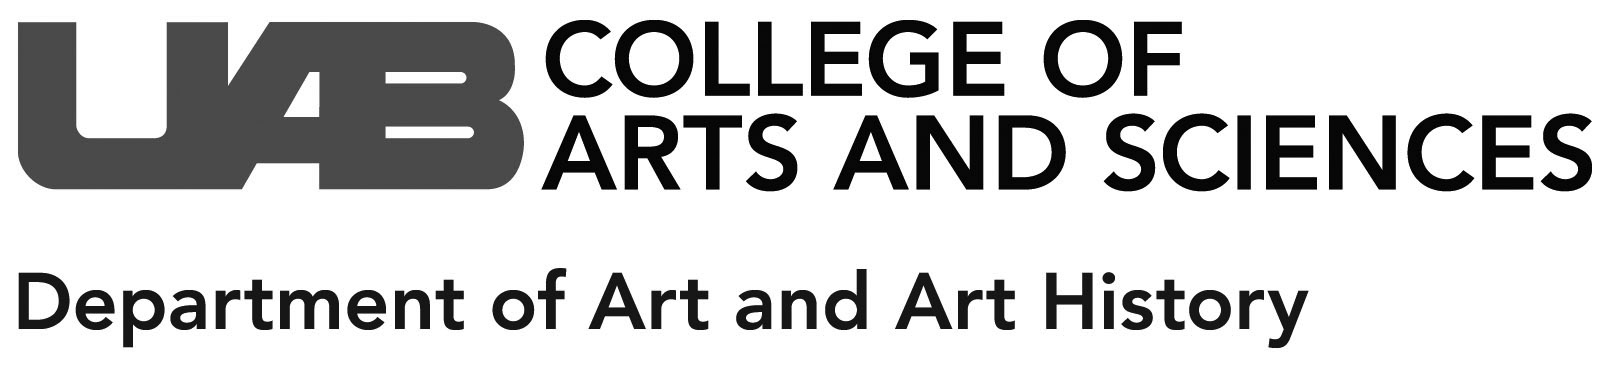 UAB COLLEGE OF
ARTS AND SCIENCES
Department of Art and Art History